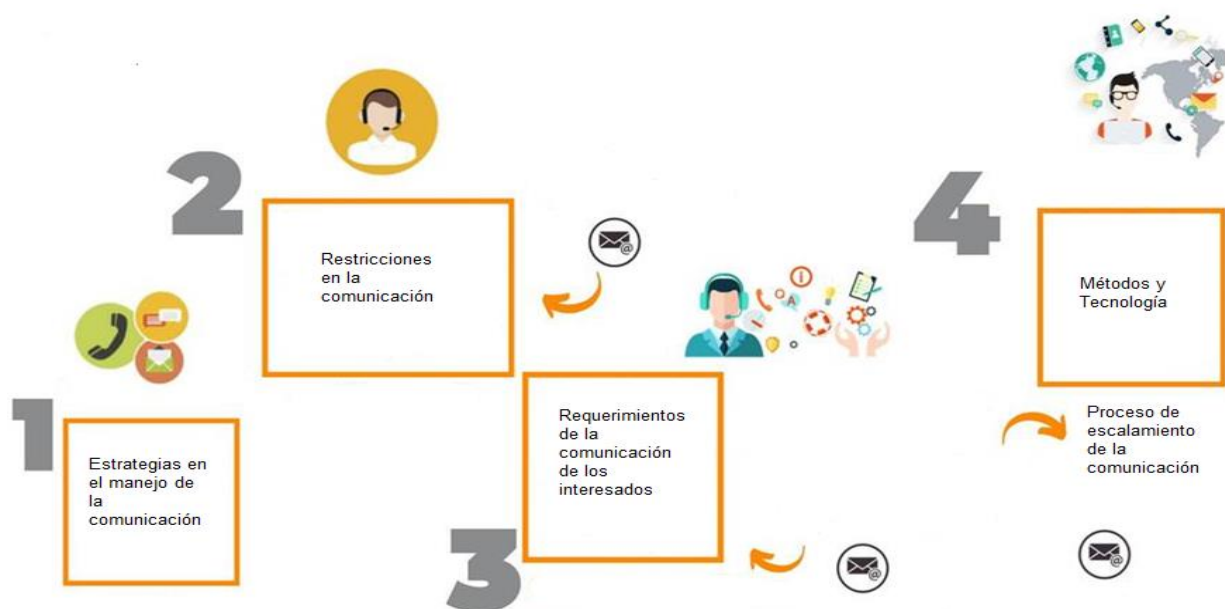 1
Estrategias en
el manejo de
la
comunicación
2
Restricciones
en la
comunicación
3
Requerimientos
de la
comunicación
de los
interesados
4
Métodos y
Tecnología
Proceso de
escalamiento
de la
comunicación